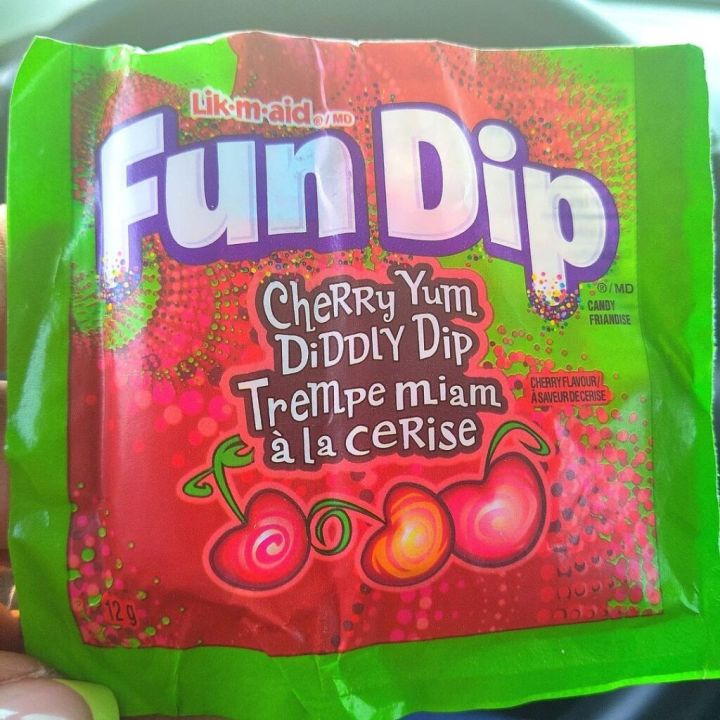 Lik·m·aid ®/MD
Fun Dip
®/MD
CANDY
FRIANDISE
CheRRy Yum
DiDDlY Dip
Trempe miam
à la ceRise
CHERRY FLAVOUR/
À SAVEUR DE CERISE
12 g